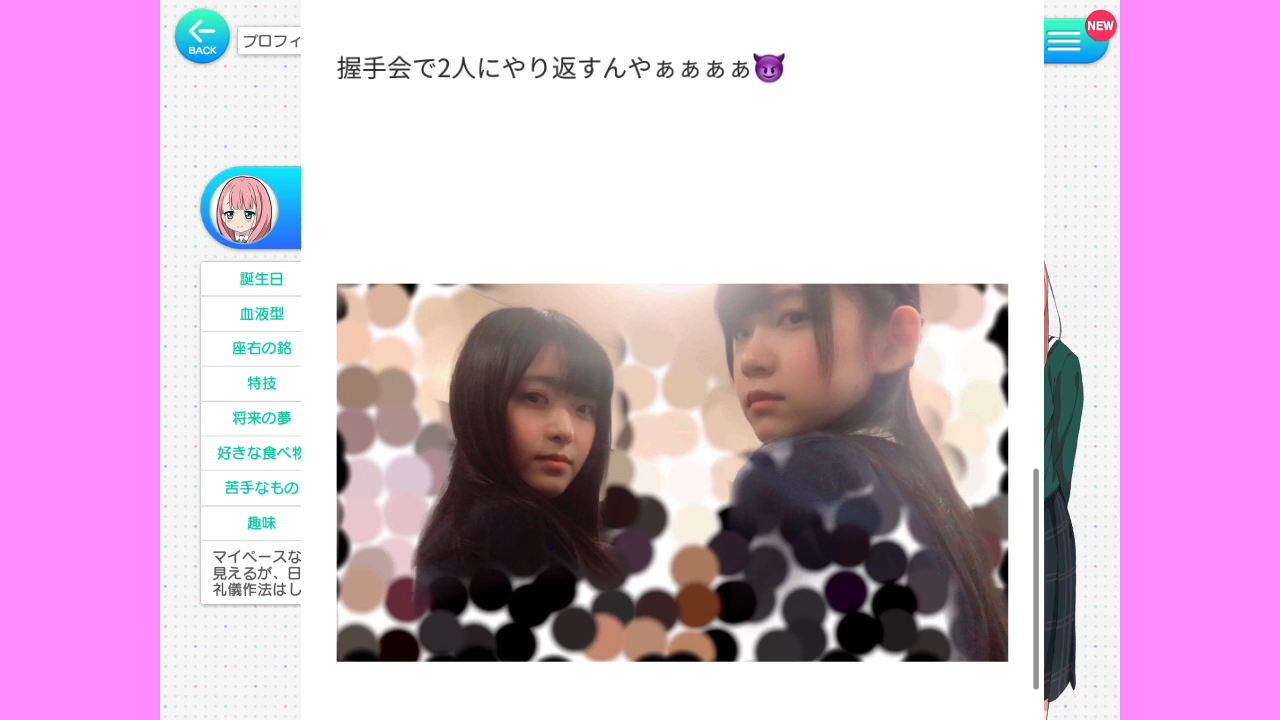 BACK
プロフィ
NEW
握手会で2人にやり返すんやぁぁぁぁ😈
誕生日
血液型
座右の銘
特技
将来の夢
好きな食べ物
苦手なもの
趣味
マイペースな
見えるが、日
礼儀作法はし